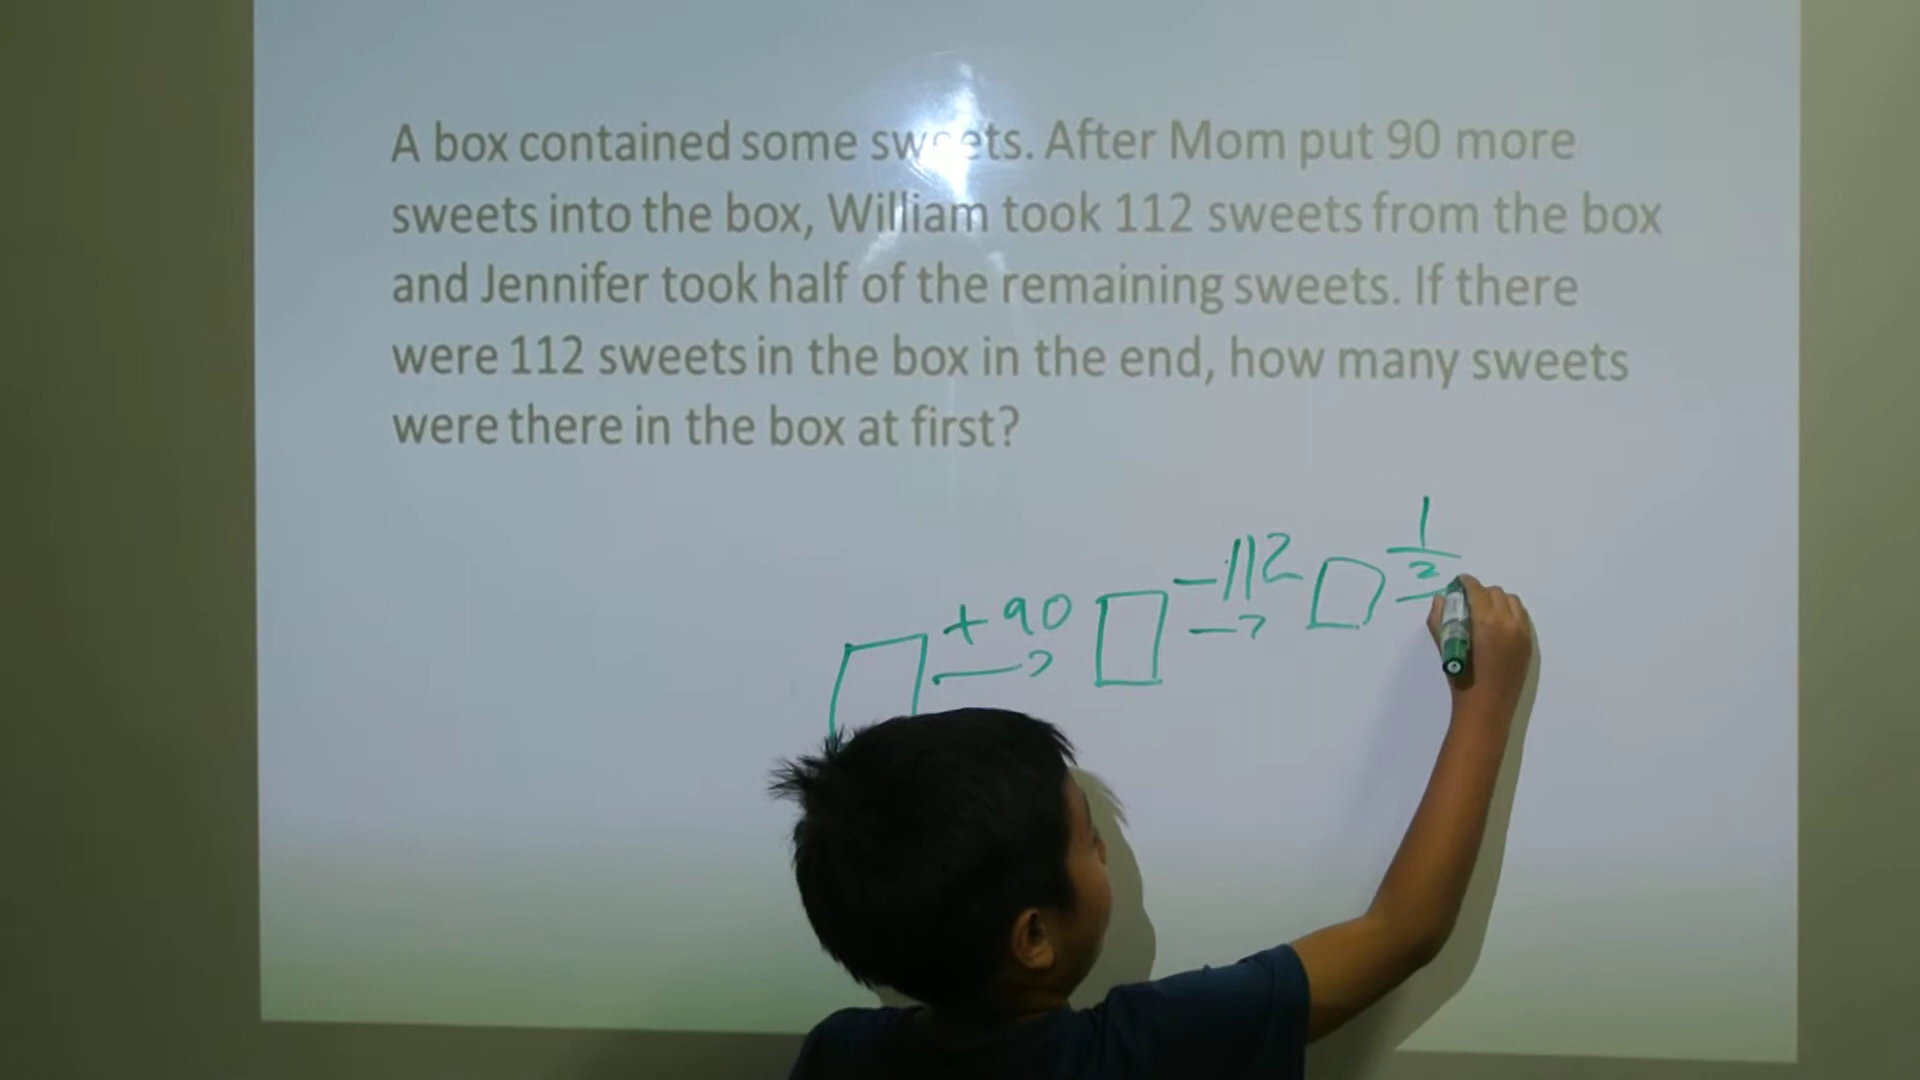 A box contained some sweets. After Mom put 90 more
sweets into the box, William took 112 sweets from the box
and Jennifer took half of the remaining sweets. If there
were 112 sweets in the box in the end, how many sweets
were there in the box at first?
+90 -112 1/2